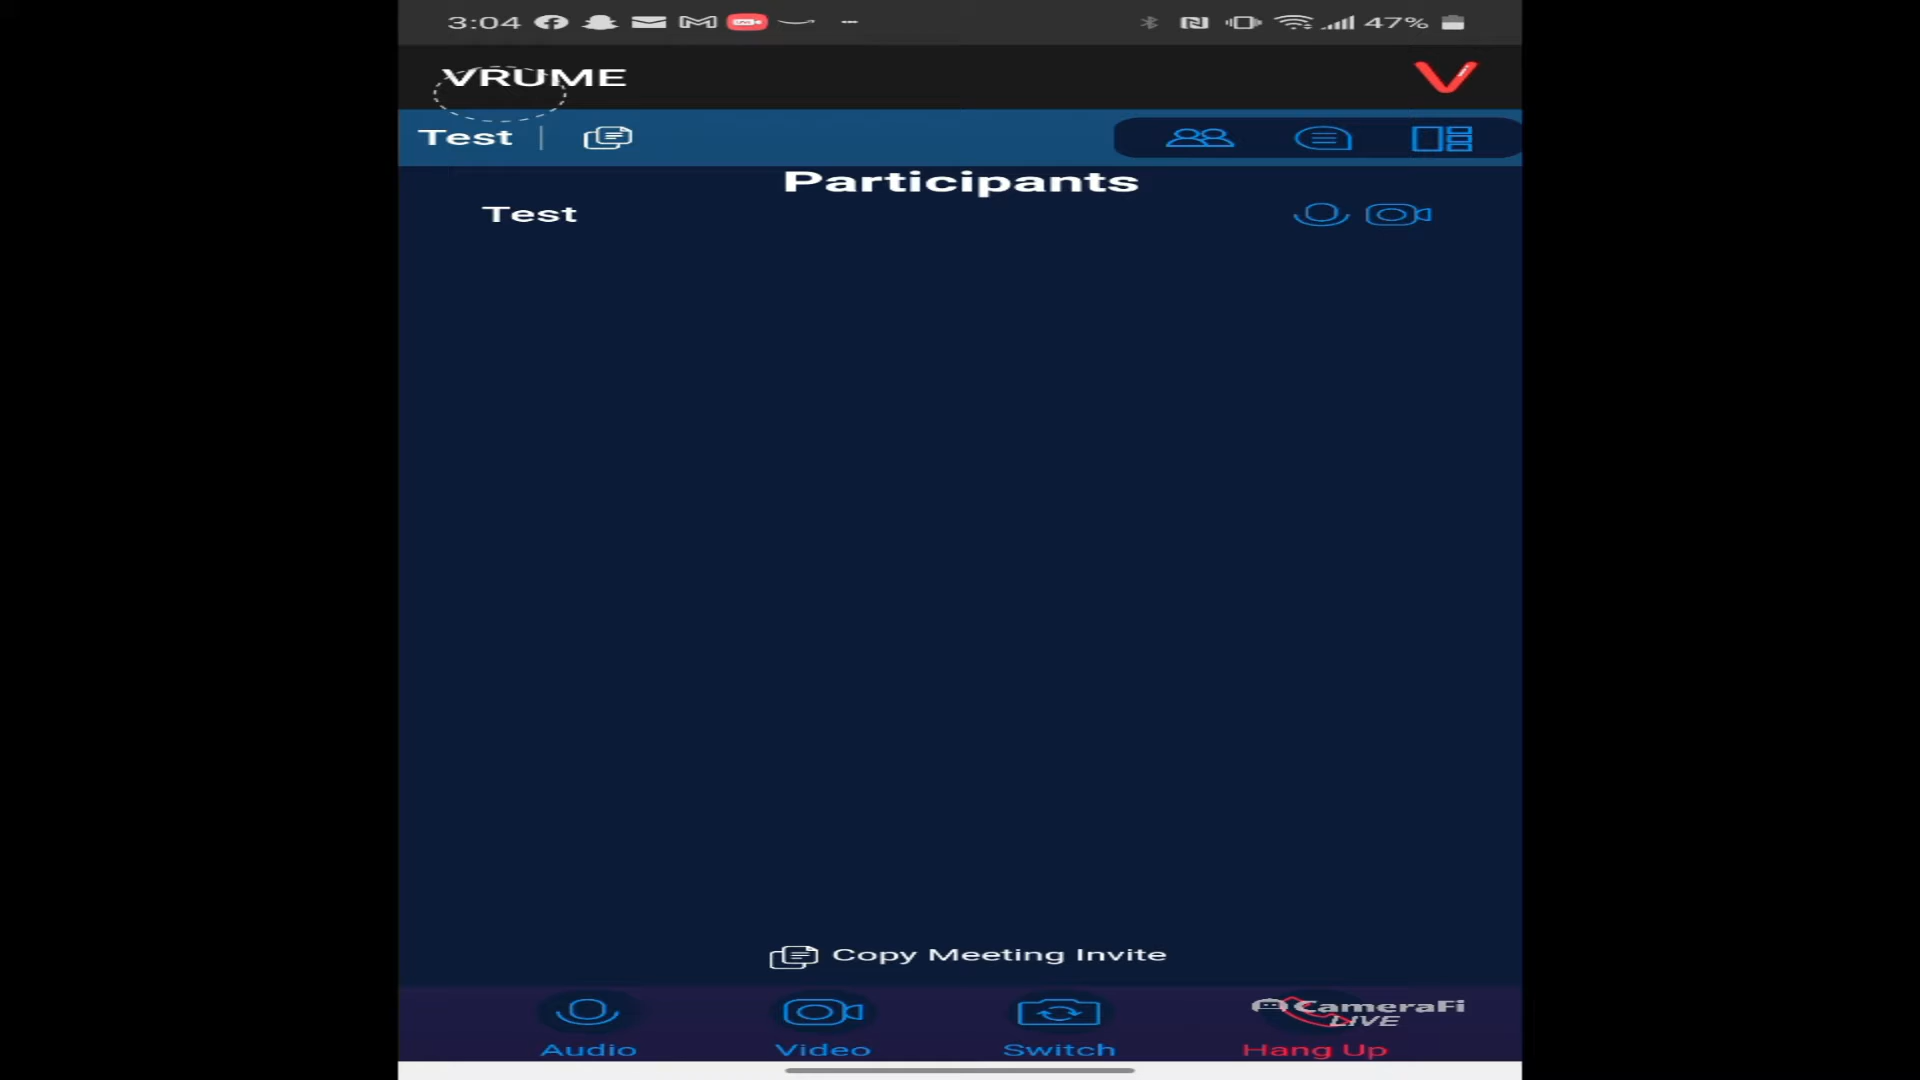 3:04 47%
VRUME
Test
Participants
Test
Copy Meeting Invite
CameraFi
LIVE
Audio Video Switch Hang Up